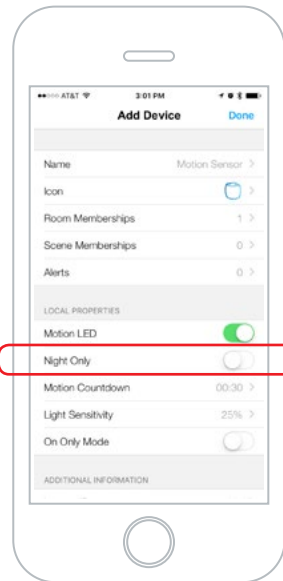 AT&T 3:01 PM
Add Device Done
Name Motion Sensor
Icon
Room Memberships 1
Scene Memberships 0
Alerts 0
LOCAL PROPERTIES
Motion LED
Night Only
Motion Countdown 00:30
Light Sensitivity 25%
On Only Mode
ADDITIONAL INFORMATION